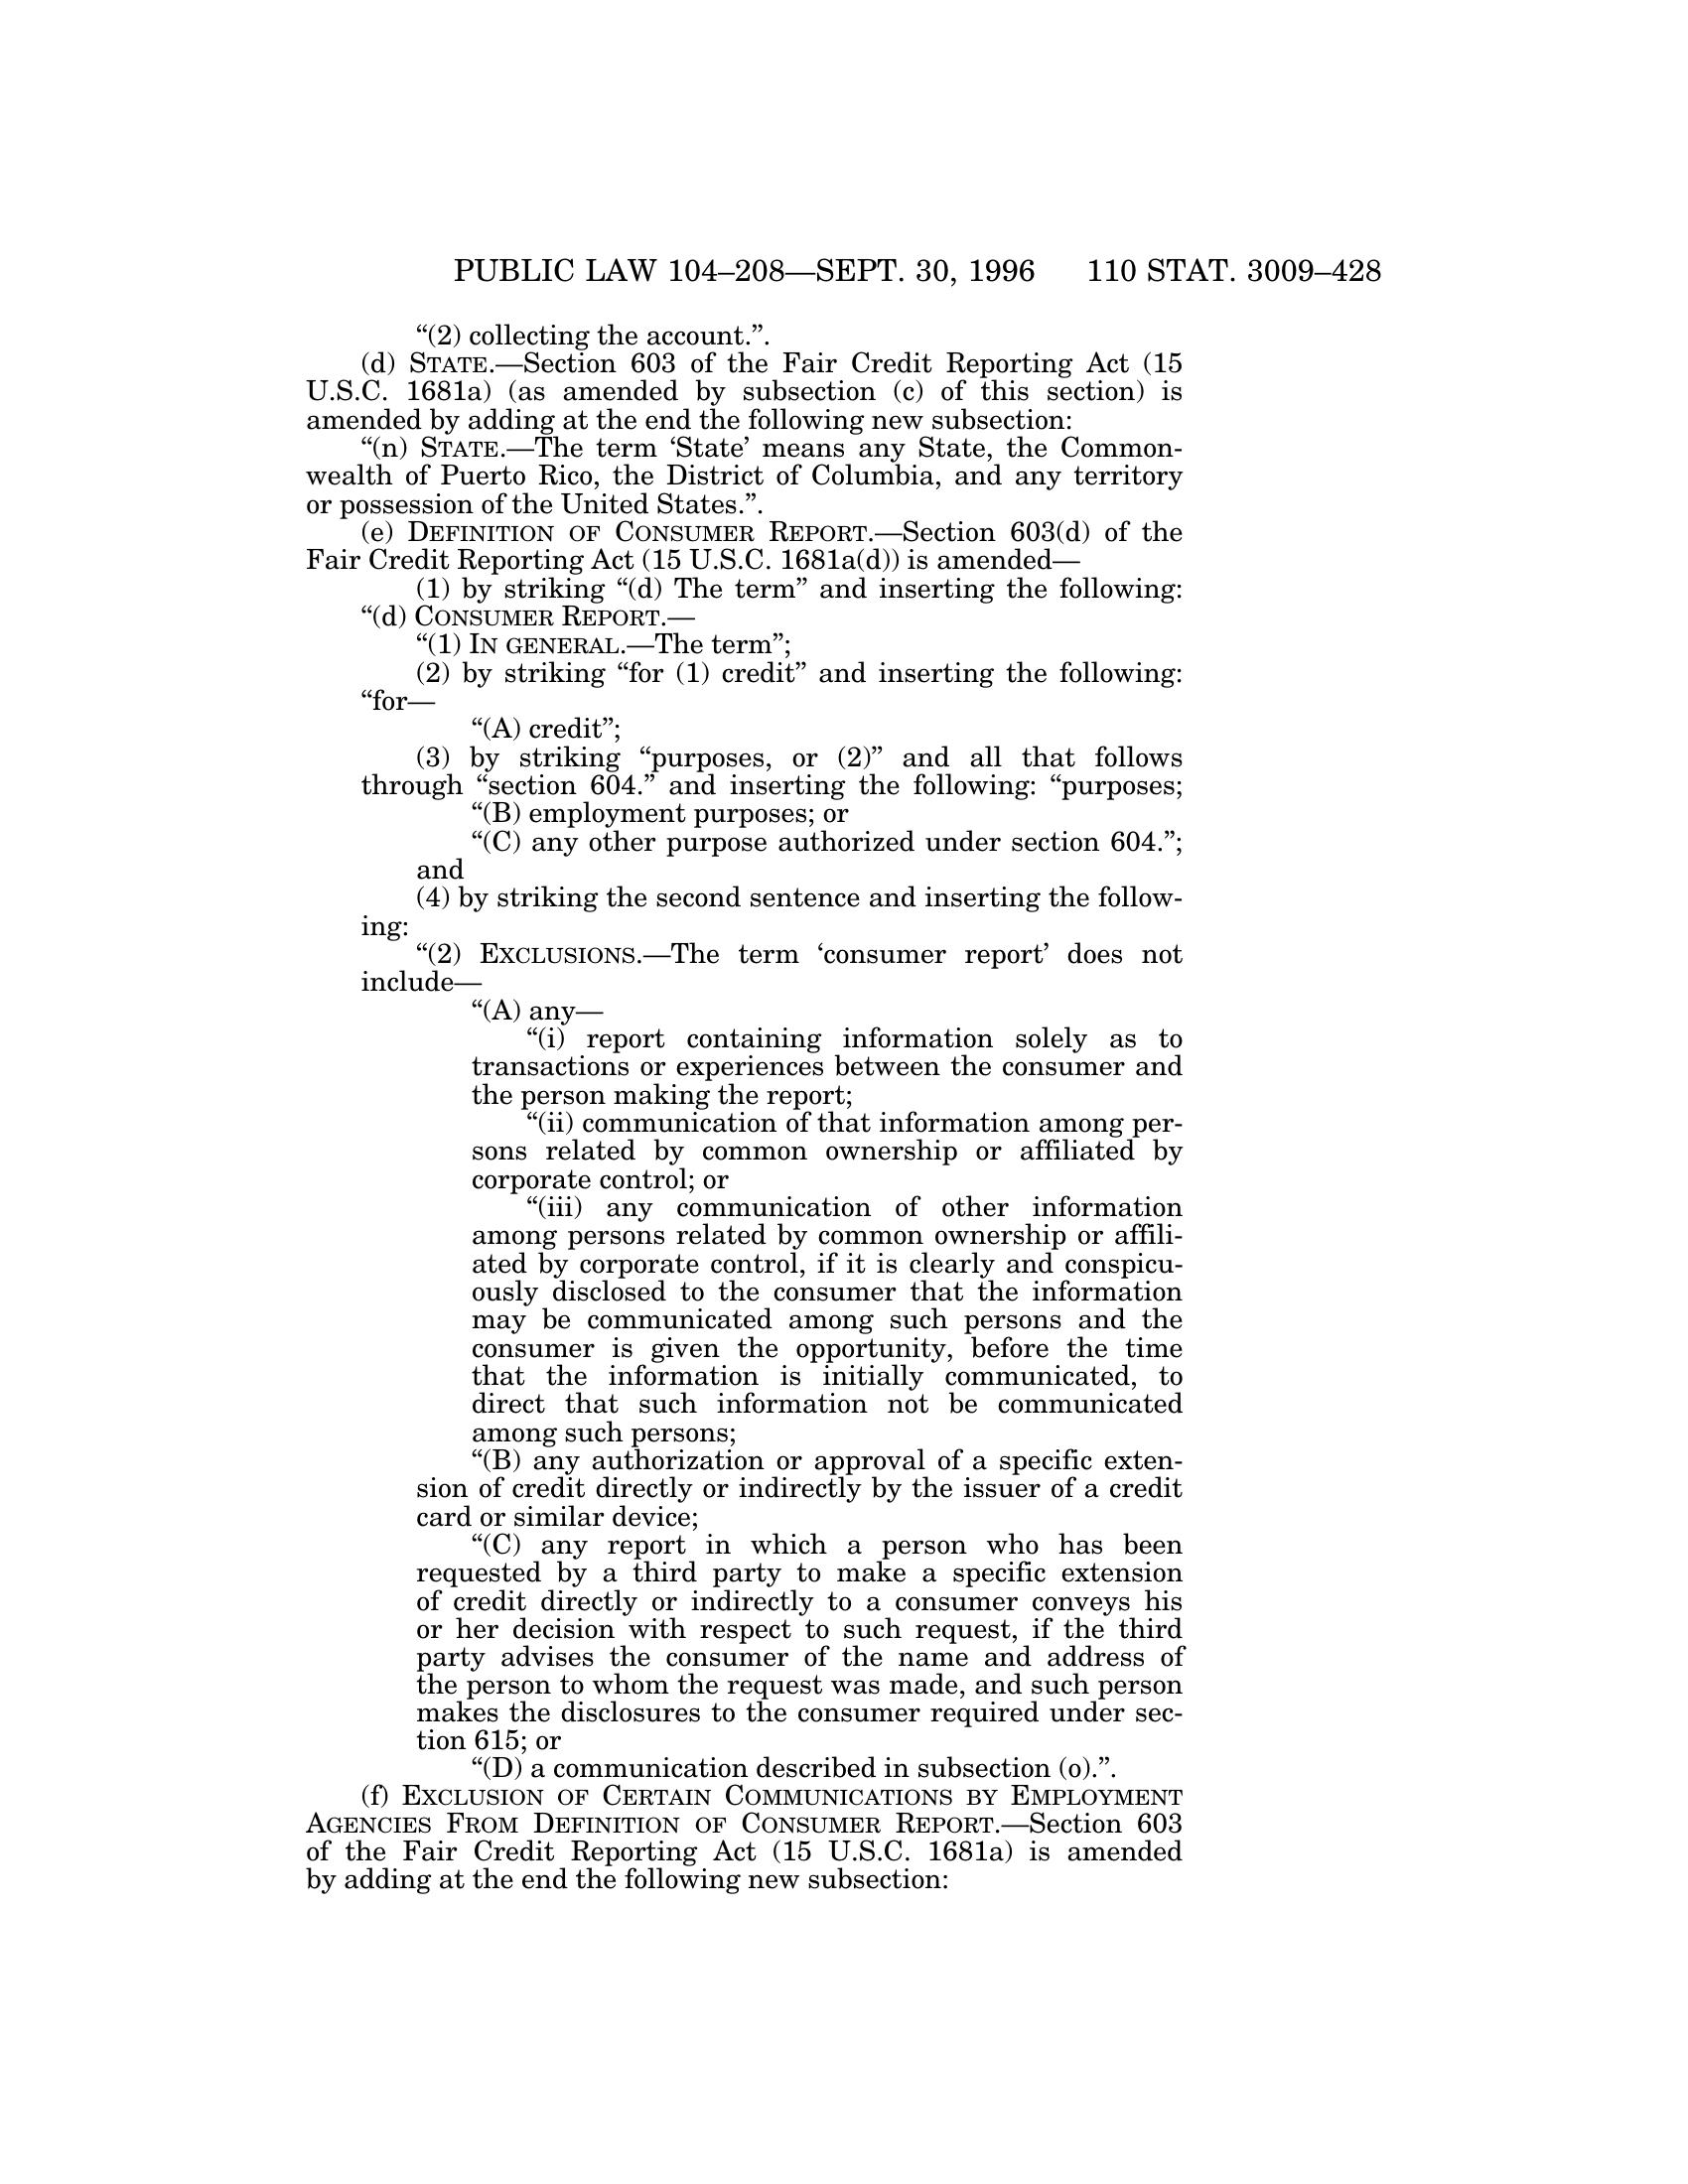 PUBLIC LAW 104–208—SEPT. 30, 1996 110 STAT. 3009–428
“(2) collecting the account.”.
(d) STATE.—Section 603 of the Fair Credit Reporting Act (15
U.S.C. 1681a) (as amended by subsection (c) of this section) is
amended by adding at the end the following new subsection:
“(n) STATE.—The term ‘State’ means any State, the Common-
wealth of Puerto Rico, the District of Columbia, and any territory
or possession of the United States.”.
(e) DEFINITION OF CONSUMER REPORT.—Section 603(d) of the
Fair Credit Reporting Act (15 U.S.C. 1681a(d)) is amended—
(1) by striking “(d) The term” and inserting the following:
“(d) CONSUMER REPORT.—
“(1) IN GENERAL.—The term”;
(2) by striking “for (1) credit” and inserting the following:
“for—
“(A) credit”;
(3) by striking “purposes, or (2)” and all that follows
through “section 604.” and inserting the following: “purposes;
“(B) employment purposes; or
“(C) any other purpose authorized under section 604.”;
and
(4) by striking the second sentence and inserting the follow-
ing:
“(2) EXCLUSIONS.—The term ‘consumer report’ does not
include—
“(A) any—
“(i) report containing information solely as to
transactions or experiences between the consumer and
the person making the report;
“(ii) communication of that information among per-
sons related by common ownership or affiliated by
corporate control; or
“(iii) any communication of other information
among persons related by common ownership or affili-
ated by corporate control, if it is clearly and conspicu-
ously disclosed to the consumer that the information
may be communicated among such persons and the
consumer is given the opportunity, before the time
that the information is initially communicated, to
direct that such information not be communicated
among such persons;
“(B) any authorization or approval of a specific exten-
sion of credit directly or indirectly by the issuer of a credit
card or similar device;
“(C) any report in which a person who has been
requested by a third party to make a specific extension
of credit directly or indirectly to a consumer conveys his
or her decision with respect to such request, if the third
party advises the consumer of the name and address of
the person to whom the request was made, and such person
makes the disclosures to the consumer required under sec-
tion 615; or
“(D) a communication described in subsection (o).”.
(f) EXCLUSION OF CERTAIN COMMUNICATIONS BY EMPLOYMENT
AGENCIES FROM DEFINITION OF CONSUMER REPORT.—Section 603
of the Fair Credit Reporting Act (15 U.S.C. 1681a) is amended
by adding at the end the following new subsection: